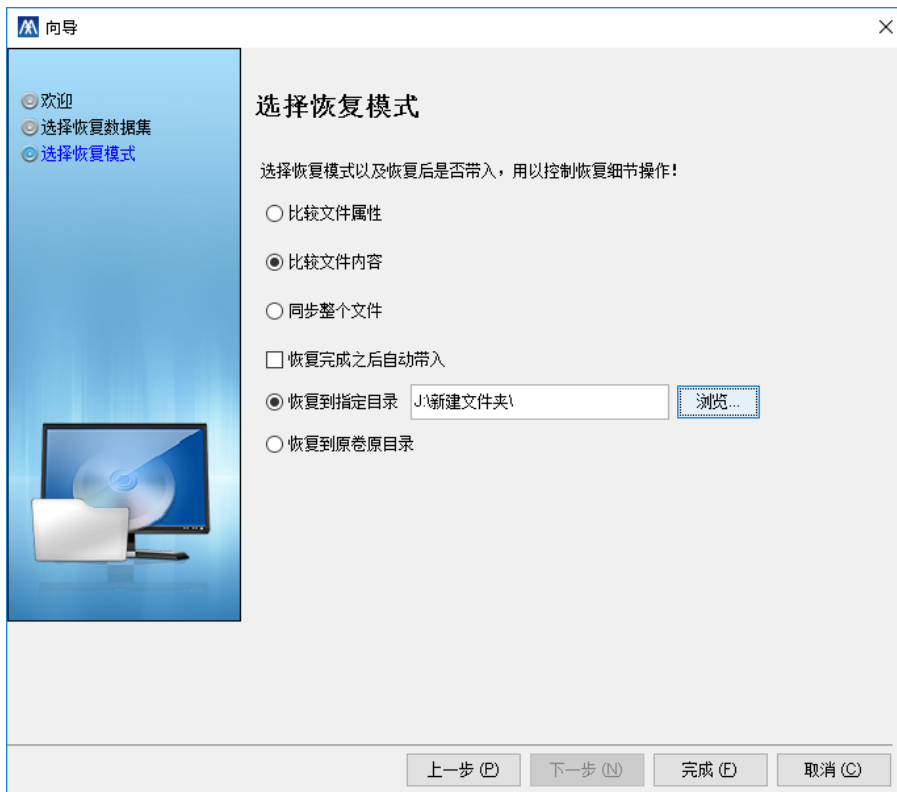 向导
欢迎
选择恢复数据集
选择恢复模式
选择恢复模式
选择恢复模式以及恢复后是否带入，用以控制恢复细节操作！
比较文件属性
比较文件内容
同步整个文件
恢复完成之后自动带入
恢复到指定目录 J:\新建文件夹\ 浏览...
恢复到原卷原目录
上一步 (P) 下一步 (N) 完成 (F) 取消 (C)